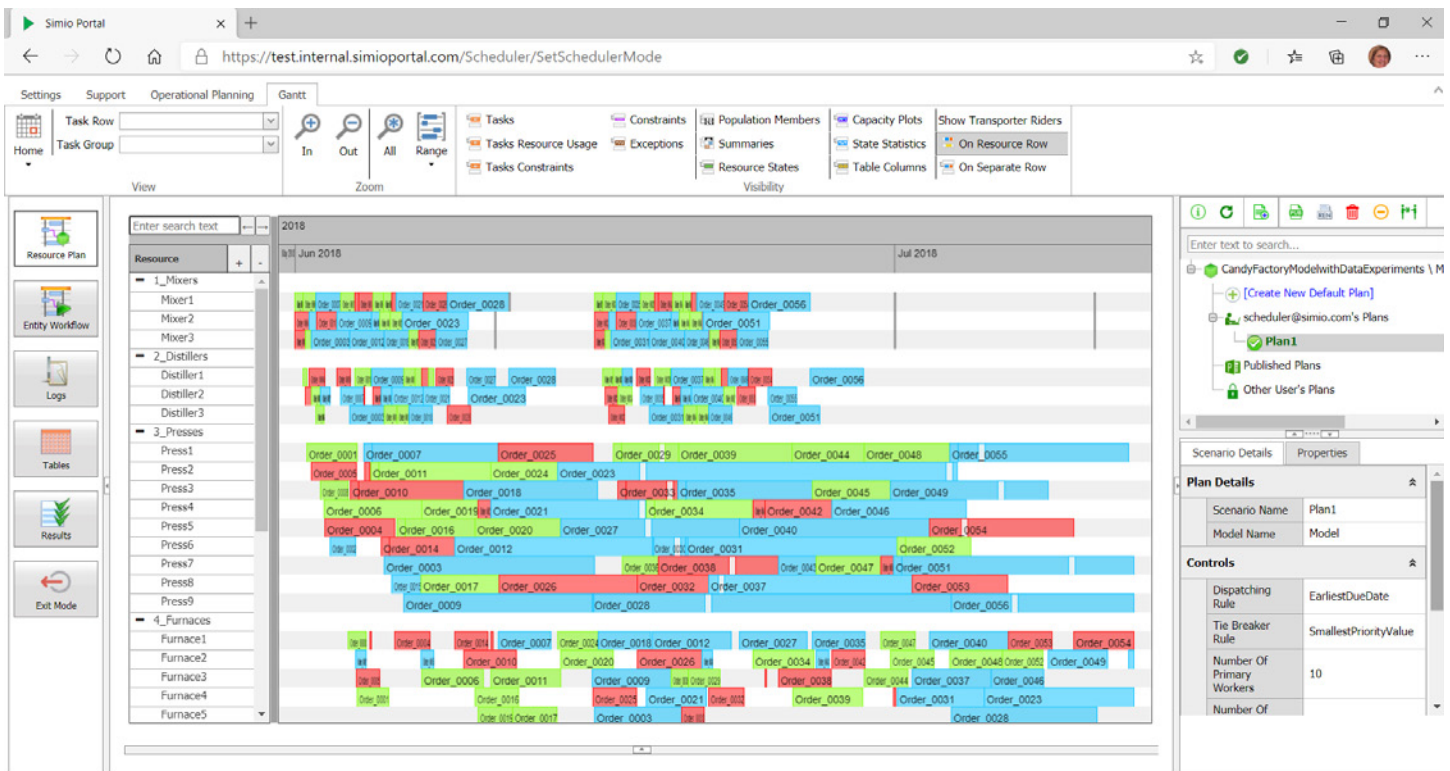 Simio Portal
https://test.internal.simioportal.com/Scheduler/SetSchedulerMode
Settings Support Operational Planning Gantt
Home
Task Row
Task Group
In Out All Range
Tasks
Tasks Resource Usage
Tasks Constraints
Constraints
Exceptions
Population Members
Summaries
Resource States
Capacity Plots
State Statistics
Table Columns
Show Transporter Riders
On Resource Row
On Separate Row
View Zoom Visibility
Resource Plan
Entity Workflow
Logs
Tables
Results
Exit Mode
Enter search text
2018
Resource + -
Jun 2018 Jul 2018
1_Mixers
Mixer1 Order_0028 Order_0056
Mixer2 Order_0023 Order_0051
Mixer3
2_Distillers
Distiller1 Order_0028 Order_0056
Distiller2 Order_0023
Distiller3 Order_0051
3_Presses
Press1 Order_0001 Order_0007 Order_0025 Order_0029 Order_0039 Order_0044 Order_0048 Order_0055
Press2 Order_0005 Order_0011 Order_0024 Order_0023
Press3 Order_0010 Order_0018 Order_0033 Order_0035 Order_0045 Order_0049
Press4 Order_0006 Order_0019 Order_0021 Order_0034 Order_0042 Order_0046
Press5 Order_0004 Order_0016 Order_0020 Order_0027 Order_0040 Order_0054
Press6 Order_0014 Order_0012 Order_0031 Order_0052
Press7 Order_0003 Order_0038 Order_0047 Order_0051
Press8 Order_0017 Order_0026 Order_0032 Order_0037 Order_0053
Press9 Order_0009 Order_0028 Order_0056
4_Furnaces
Furnace1 Order_0007 Order_0018 Order_0012 Order_0027 Order_0035 Order_0040 Order_0053 Order_0054
Furnace2 Order_0010 Order_0020 Order_0026 Order_0034 Order_0045 Order_0048 Order_0052 Order_0049
Furnace3 Order_0006 Order_0011 Order_0009 Order_0038 Order_0044 Order_0037 Order_0046
Furnace4 Order_0001 Order_0016 Order_0025 Order_0021 Order_0032 Order_0039 Order_0031 Order_0023
Furnace5 Order_0017 Order_0003 Order_0028
Enter text to search...
CandyFactoryModelwithDataExperiments \ M
[Create New Default Plan]
scheduler@simio.com's Plans
Plan1
Published Plans
Other User's Plans
Scenario Details Properties
Plan Details
Scenario Name Plan1
Model Name Model
Controls
Dispatching Rule EarliestDueDate
Tie Breaker Rule SmallestPriorityValue
Number Of Primary Workers 10
Number Of